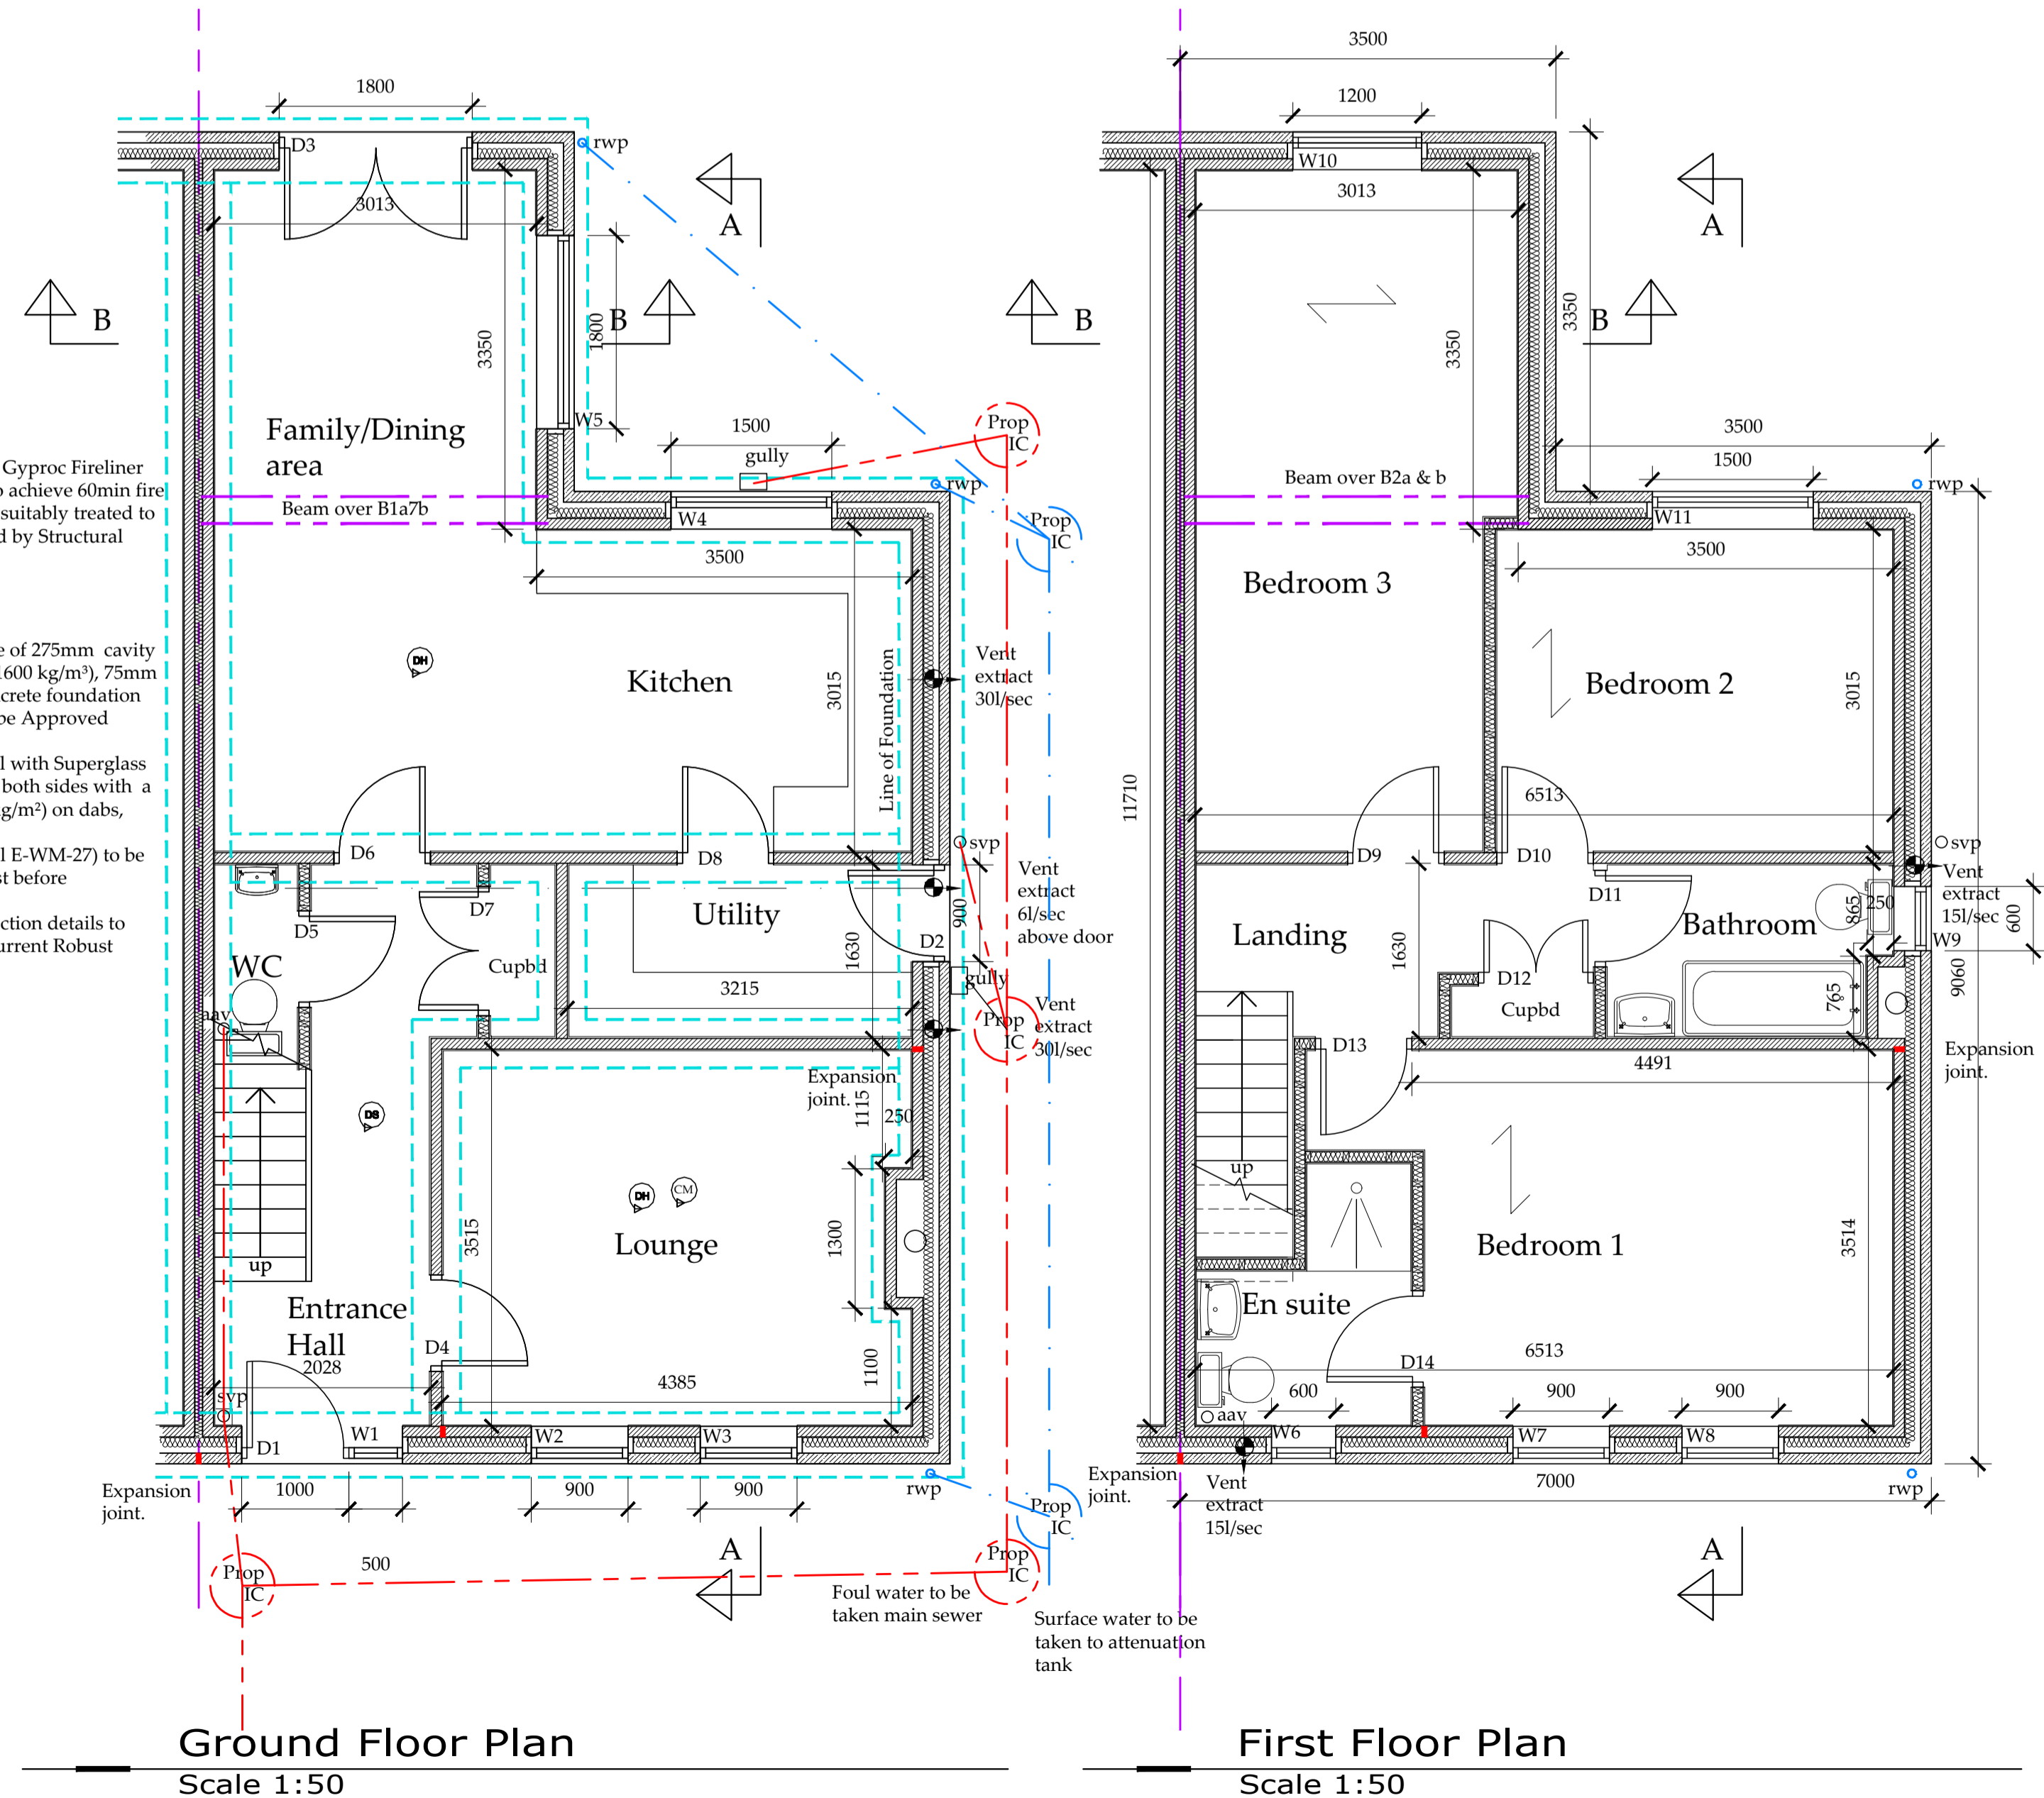 1800
D3
rwp
3013
A
B
B
1800
3350
W5
Family/Dining
area
1500
gully
Prop
IC
Gyproc Fireliner
achieve 60min fire
suitably treated to
d by Structural
Beam over B1a7b
W4
rwp
Prop
IC
3500
e of 275mm cavity
1600 kg/m³), 75mm
crete foundation
be Approved
l with Superglass
both sides with a
g/m²) on dabs,
l E-WM-27) to be
st before
ction details to
urrent Robust
DH
Kitchen
3015
Line of Foundation
Vent
extract
30l/sec
D6
D8
svp
Vent
extract
6l/sec
above door
D7
D5
Utility
900
D2
1630
WC
Cupbd
gully
3215
aav
Prop
IC
Vent
extract
30l/sec
Expansion
joint.
1115
250
DS
DH
CM
3515
Lounge
1300
up
Entrance
Hall
2028
D4
4385
1100
svp
D1
W1
W2
W3
Expansion
joint.
1000
900
900
rwp
Prop
IC
500
A
Prop
IC
Prop
IC
Foul water to be
taken main sewer
Surface water to be
taken to attenuation
tank
Ground Floor Plan
Scale 1:50
3500
1200
W10
3013
A
B
B
3350
3350
3500
1500
Beam over B2a & b
rwp
W11
3500
Bedroom 3
Bedroom 2
3015
11710
6513
D9
D10
svp
D11
Vent
extract
15l/sec
865
250
600
Landing
Bathroom
W9
1630
D12
Cupbd
765
9060
D13
4491
Expansion
joint.
up
Bedroom 1
3514
En suite
6513
D14
600
900
900
aav
W6
W7
W8
Expansion
joint.
Vent
extract
15l/sec
7000
rwp
A
First Floor Plan
Scale 1:50